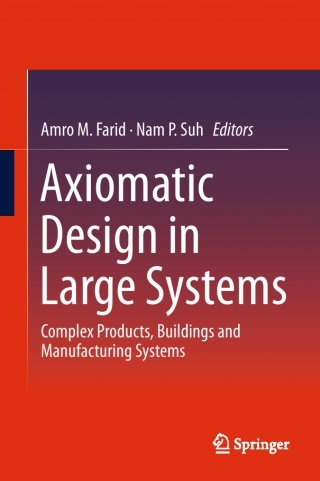 Amro M. Farid · Nam P. Suh Editors
Axiomatic
Design in
Large Systems
Complex Products, Buildings and
Manufacturing Systems
Springer